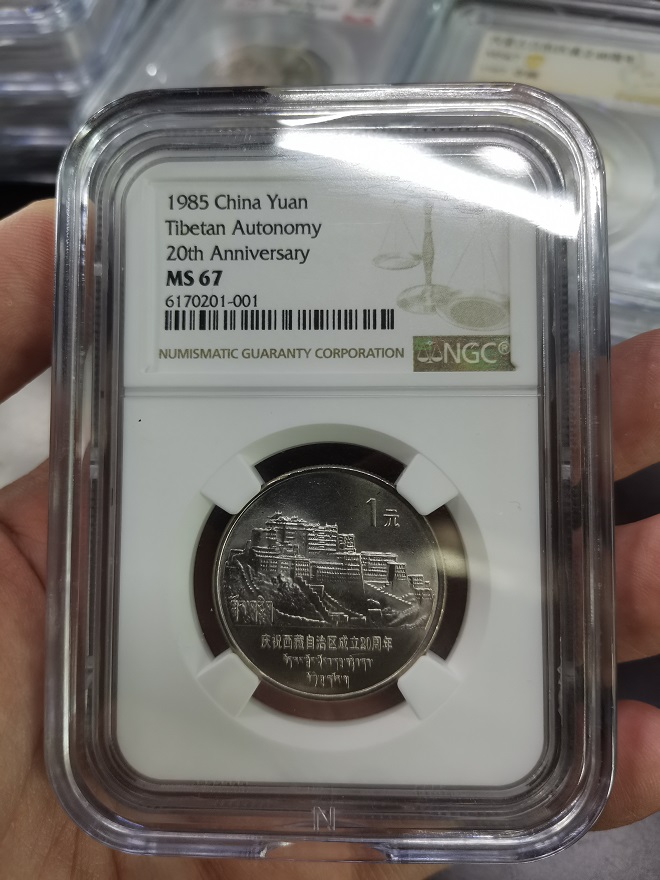 1985 China Yuan
Tibetan Autonomy
20th Anniversary
MS 67
6170201-001
NUMISMATIC GUARANTY CORPORATION
NGC®
1元
庆祝西藏自治区成立20周年
N